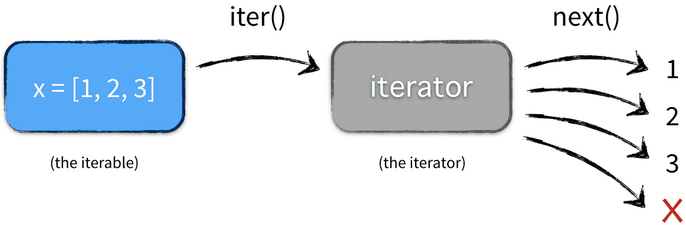 iter()
next()
x = [1, 2, 3]
iterator
1
2
3
(the iterable)
(the iterator)